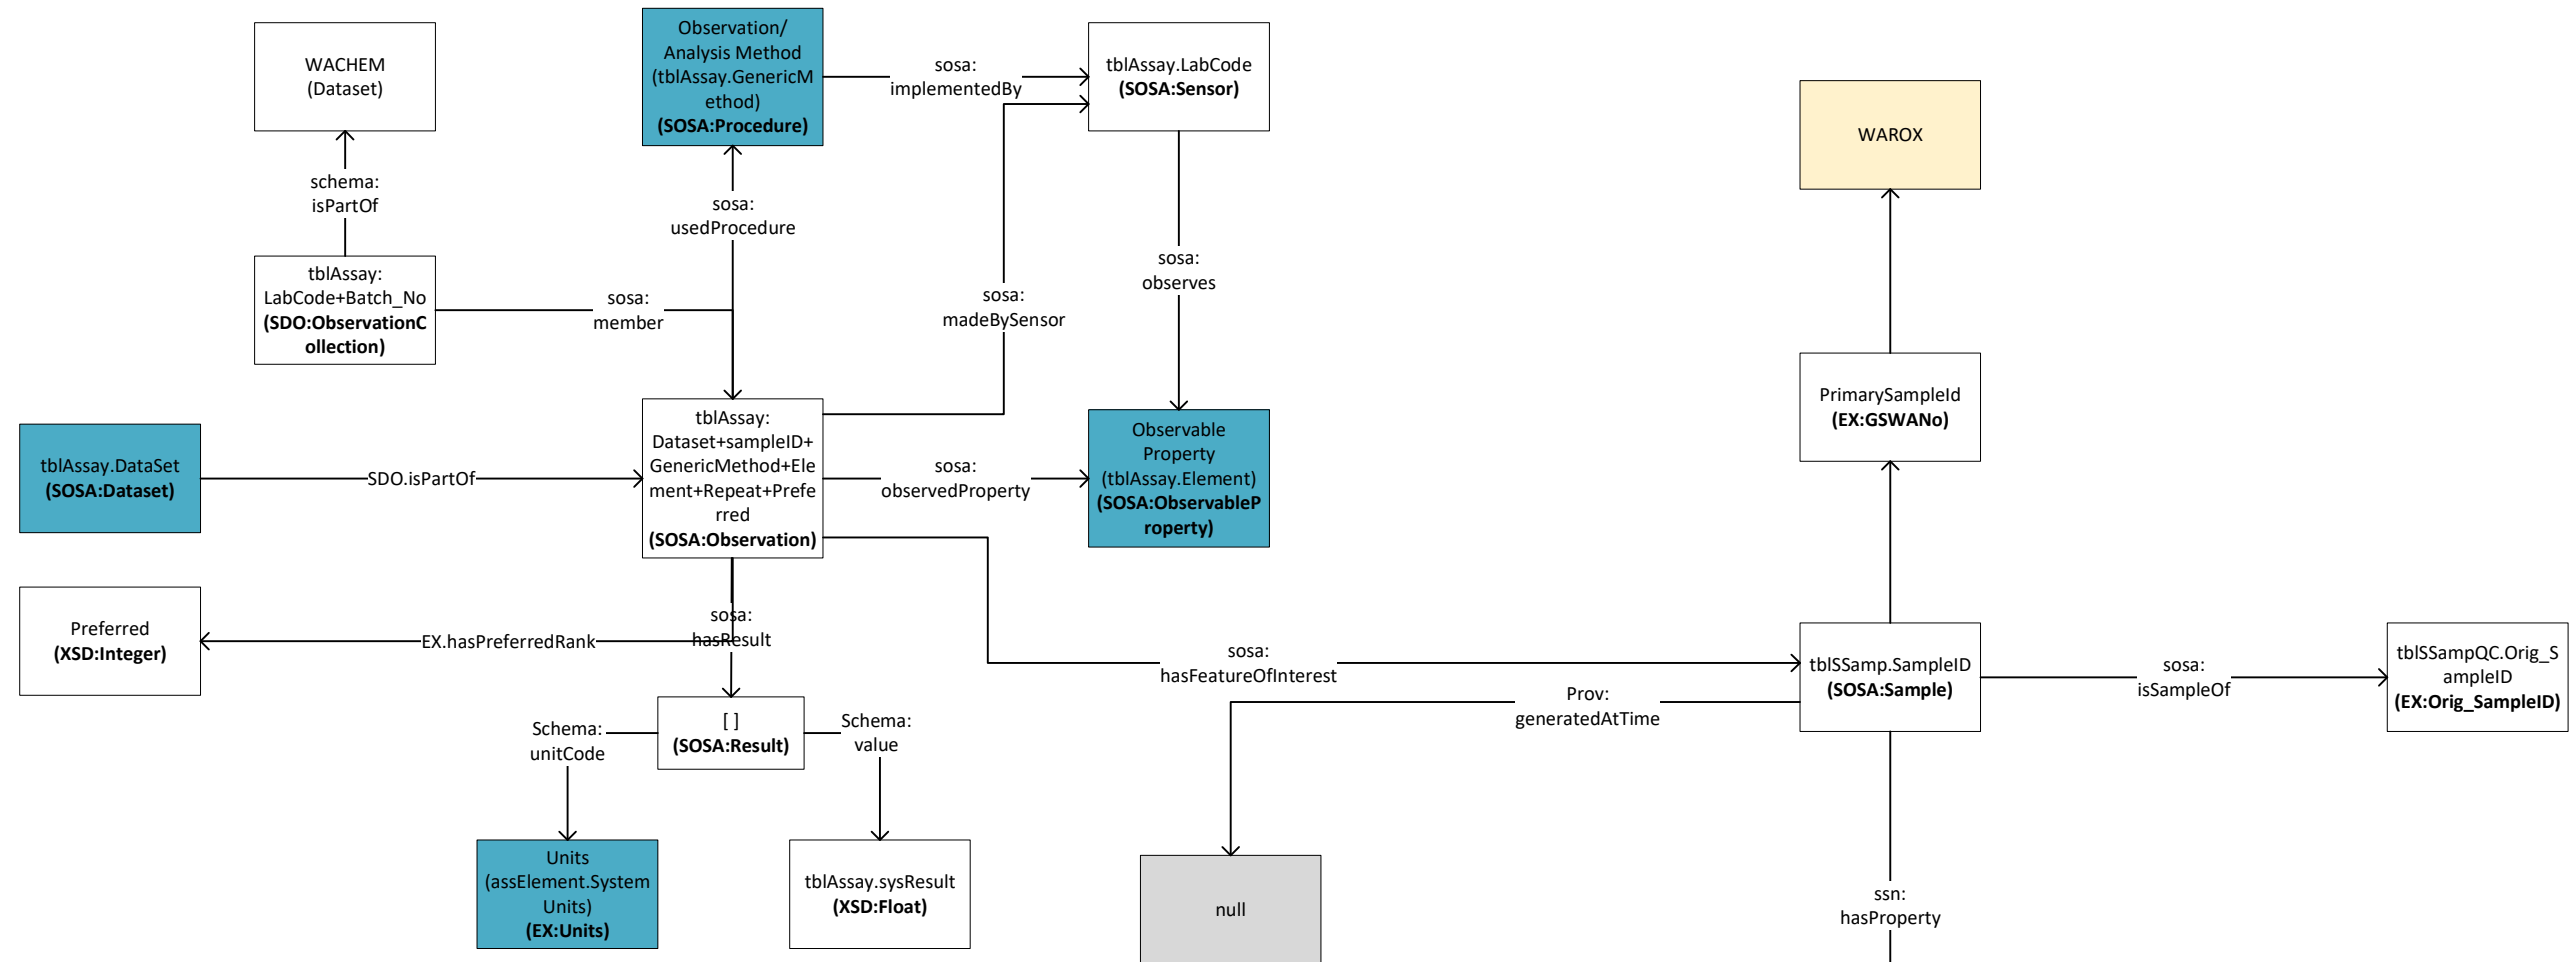 WACHEM
(Dataset)
Observation/
Analysis Method
(tblAssay.GenericM
ethod)
(SOSA:Procedure)
sosa:
implementedBy
tblAssay.LabCode
(SOSA:Sensor)
WAROX
schema:
isPartOf
sosa:
usedProcedure
sosa:
observes
tblAssay:
LabCode+Batch_No
(SDO:ObservationC
ollection)
sosa:
member
sosa:
madeBySensor
PrimarySampleId
(EX:GSWANo)
tblAssay.DataSet
(SOSA:Dataset)
SDO.isPartOf
tblAssay:
Dataset+sampleID+
GenericMethod+Ele
ment+Repeat+Prefe
rred
(SOSA:Observation)
sosa:
observedProperty
Observable
Property
(tblAssay.Element)
(SOSA:ObservableP
roperty)
Preferred
(XSD:Integer)
EX.hasPreferredRank
sosa:
hasResult
sosa:
hasFeatureOfInterest
tblSSamp.SampleID
(SOSA:Sample)
sosa:
isSampleOf
tblSSampQC.Orig_S
ampleID
(EX:Orig_SampleID)
Prov:
generatedAtTime
Schema:
unitCode
[ ]
(SOSA:Result)
Schema:
value
Units
(assElement.System
Units)
(EX:Units)
tblAssay.sysResult
(XSD:Float)
null
ssn:
hasProperty